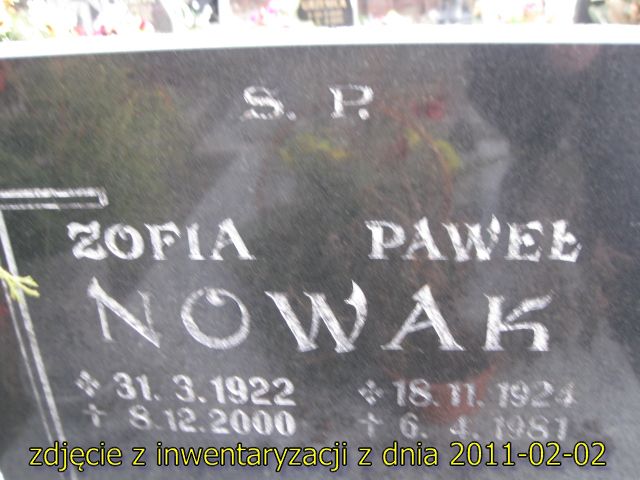 S. P.
ZOFIA PAWEŁ
NOWAK
31. 3. 1922 18. 11. 1924
† 8. 12. 2000 † 6. 4. 1981
zdjęcie z inwentaryzacji z dnia 2011-02-02